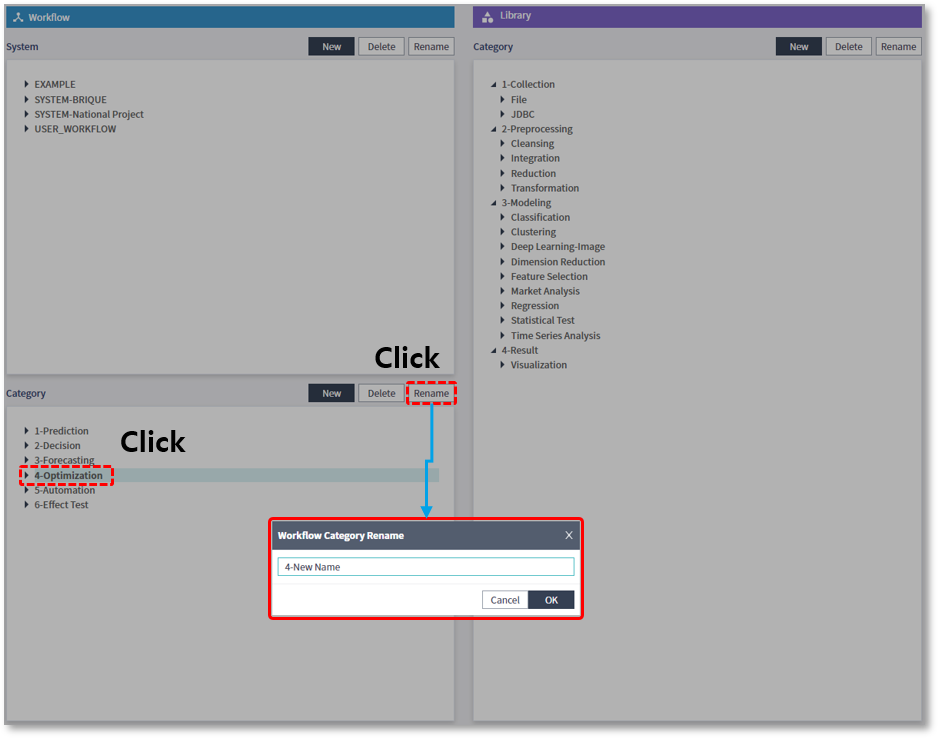 Workflow
System
New Delete Rename
EXAMPLE
SYSTEM-BRIQUE
SYSTEM-National Project
USER_WORKFLOW
Click
Category
New Delete Rename
1-Prediction
2-Decision
Click
3-Forecasting
4-Optimization
5-Automation
6-Effect Test
Workflow Category Rename X
4-New Name
Cancel OK
Library
Category
New Delete Rename
1-Collection
File
JDBC
2-Preprocessing
Cleansing
Integration
Reduction
Transformation
3-Modeling
Classification
Clustering
Deep Learning-Image
Dimension Reduction
Feature Selection
Market Analysis
Regression
Statistical Test
Time Series Analysis
4-Result
Visualization